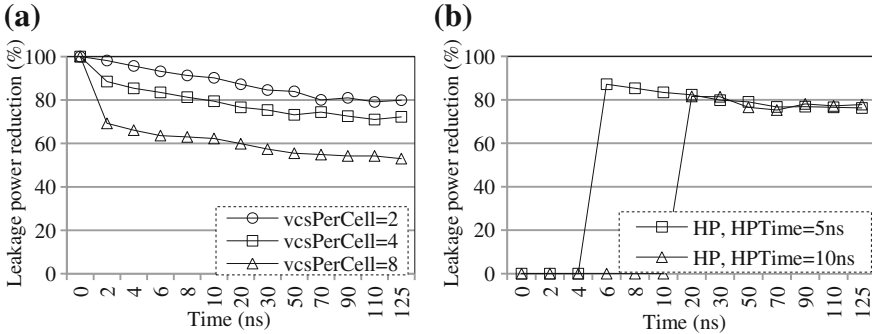 (a)
Leakage power reduction (%)
100
80
60
40
20
0
0 2 4 6 8 10 20 30 50 70 90 110 125
Time (ns)
vcsPerCell=2
vcsPerCell=4
vcsPerCell=8
(b)
Leakage power reduction (%)
100
80
60
40
20
0
0 2 4 6 8 10 20 30 50 70 90 110 125
Time (ns)
HP, HPTime=5ns
HP, HPTime=10ns